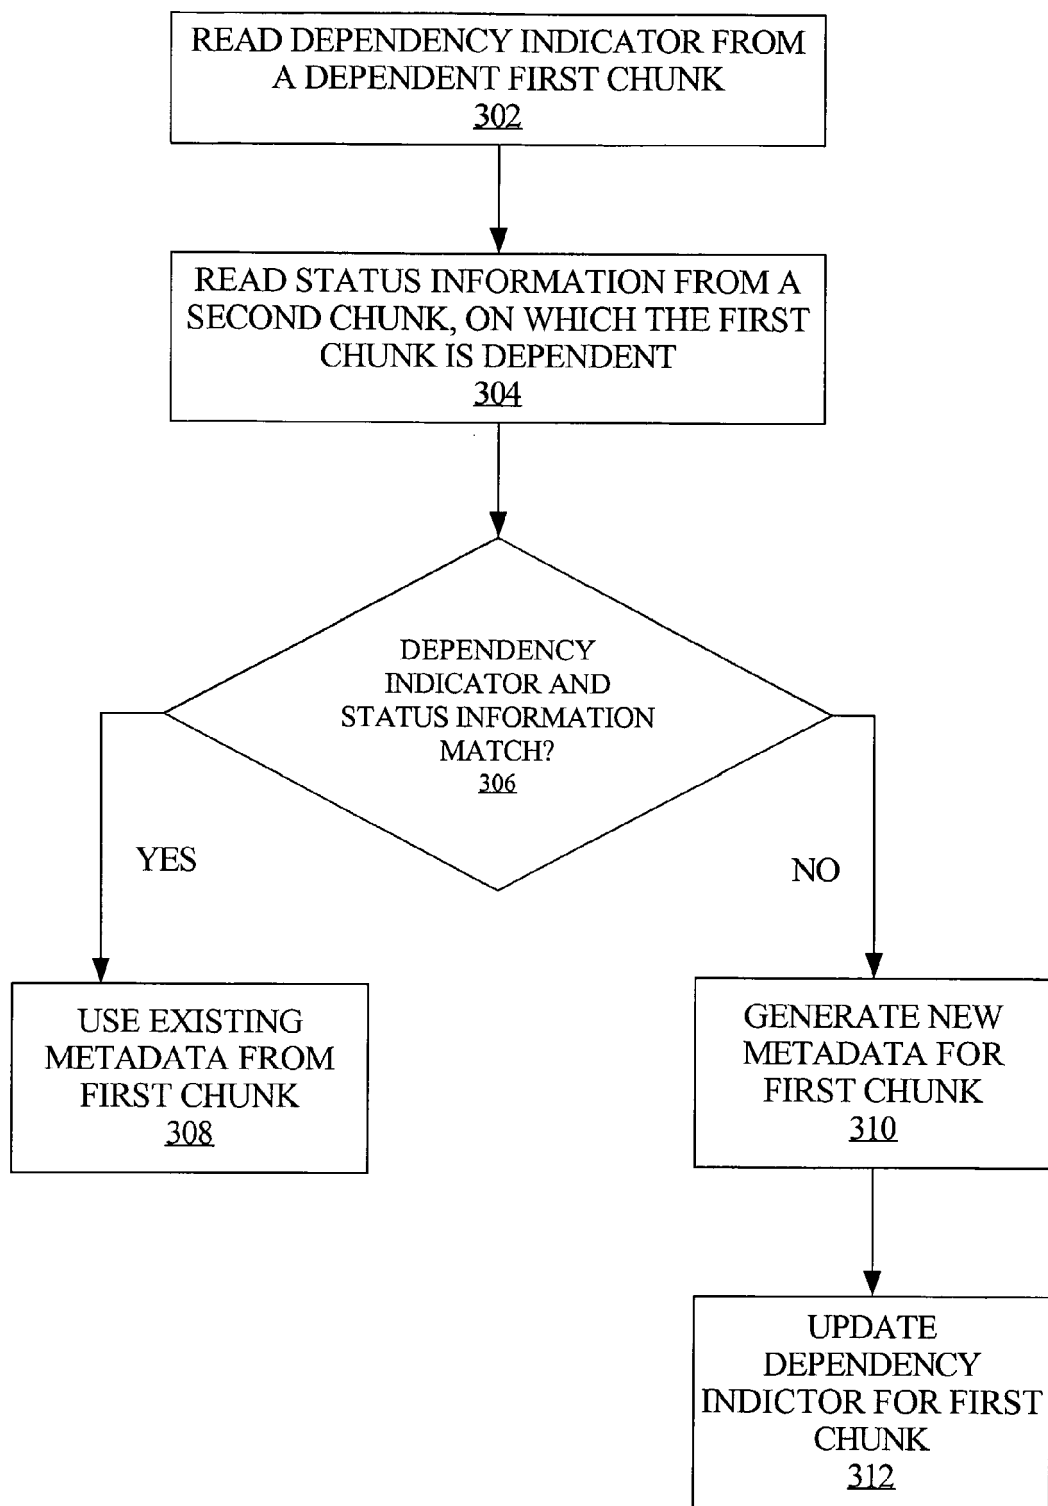 READ DEPENDENCY INDICATOR FROM
A DEPENDENT FIRST CHUNK
302
READ STATUS INFORMATION FROM A
SECOND CHUNK, ON WHICH THE FIRST
CHUNK IS DEPENDENT
304
DEPENDENCY
INDICATOR AND
STATUS INFORMATION
MATCH?
306
YES
NO
USE EXISTING
METADATA FROM
FIRST CHUNK
308
GENERATE NEW
METADATA FOR
FIRST CHUNK
310
UPDATE
DEPENDENCY
INDICTOR FOR FIRST
CHUNK
312